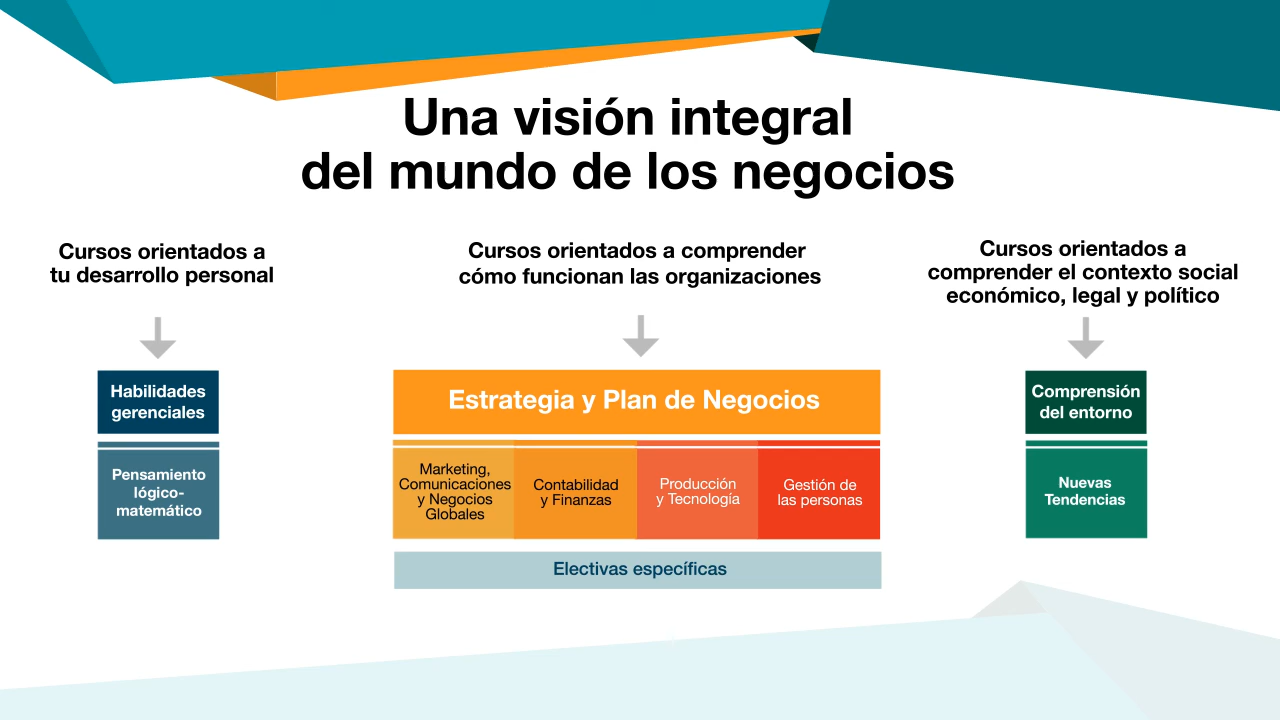 Una visión integral
del mundo de los negocios
Cursos orientados a
tu desarrollo personal
Habilidades
gerenciales
Pensamiento
lógico-
matemático
Cursos orientados a comprender
cómo funcionan las organizaciones
Estrategia y Plan de Negocios
Marketing,
Comunicaciones
y Negocios
Globales
Contabilidad
y Finanzas
Producción
y Tecnología
Gestión de
las personas
Electivas específicas
Cursos orientados a
comprender el contexto social
económico, legal y político
Comprensión
del entorno
Nuevas
Tendencias